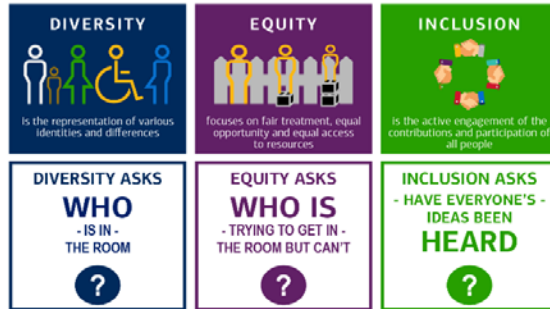 DIVERSITY
is the representation of various
identities and differences
EQUITY
focuses on fair treatment, equal
opportunity and equal access
to resources
INCLUSION
is the active engagement of the
contributions and participation of
all people
DIVERSITY ASKS
WHO
- IS IN -
THE ROOM
?
EQUITY ASKS
WHO IS
- TRYING TO GET IN -
THE ROOM BUT CAN'T
?
INCLUSION ASKS
- HAVE EVERYONE'S -
IDEAS BEEN
HEARD
?